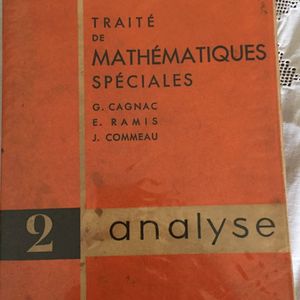 TRAITÉ
DE
MATHÉMATIQUES
SPÉCIALES
G. CAGNAC
E. RAMIS
J. COMMEAU
2 analyse